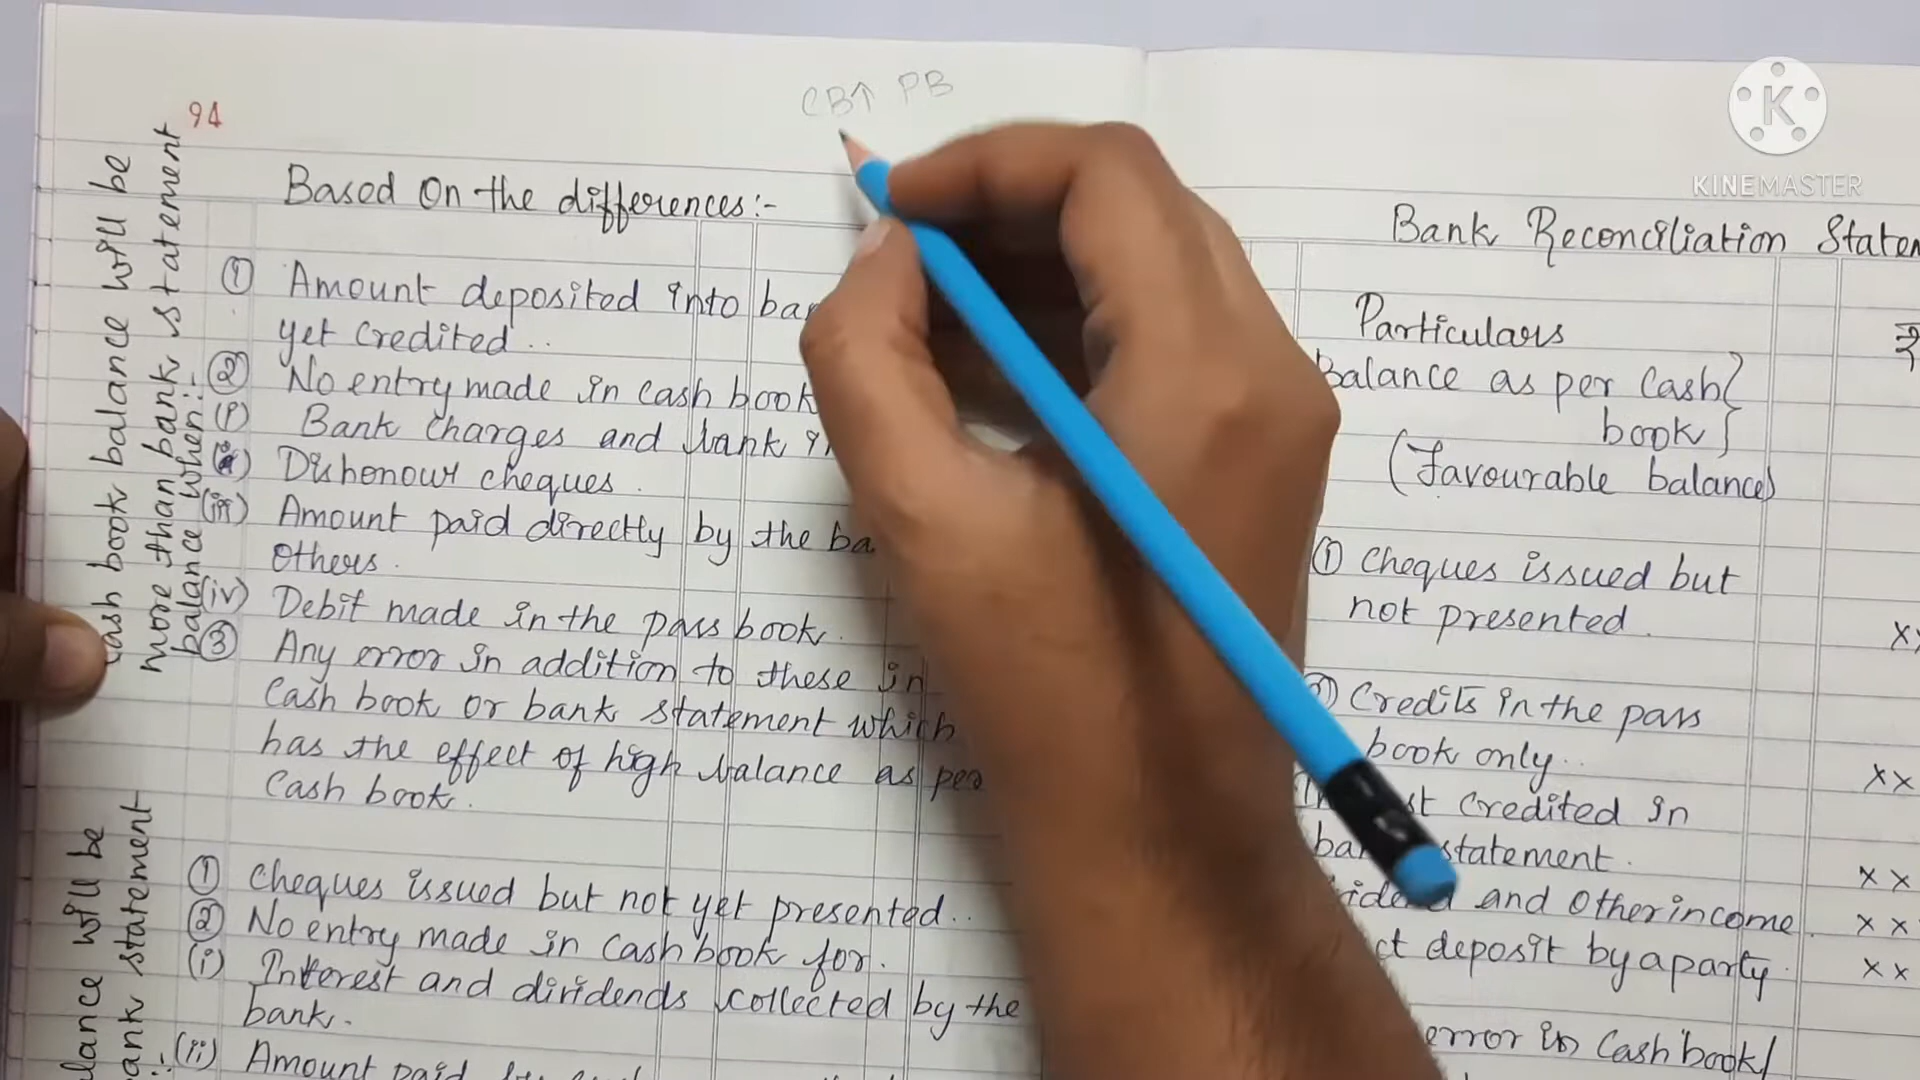 94
CB↑ PB
Cash book balance will be
more than bank statement
balance when:
Based on the differences:-
① Amount deposited into
yet credited..
② No entry made in cash book
(i) Bank charges and bank
(ii) Dishonour cheques.
(iii) Amount paid directly by the
others.
(iv) Debit made in the pass book.
③ Any error in addition to these in
cash book or bank statement which
has the effect of high balance as per
Cash book.
will be
bank statement
① Cheques issued but not yet presented..
② No entry made in cash book for.
(i) Interest and dividends collected by the
bank.
(ii) Amount paid
Bank Reconciliation
Particulars ₹
Balance as per Cash
book
(Favourable balance)
① Cheques issued but
not presented.
Credits in the pass
book only..
xx
credited in
statement.
xx
and other income. xx
deposit by a party. xx
error in Cash book/
K
KINEMASTER